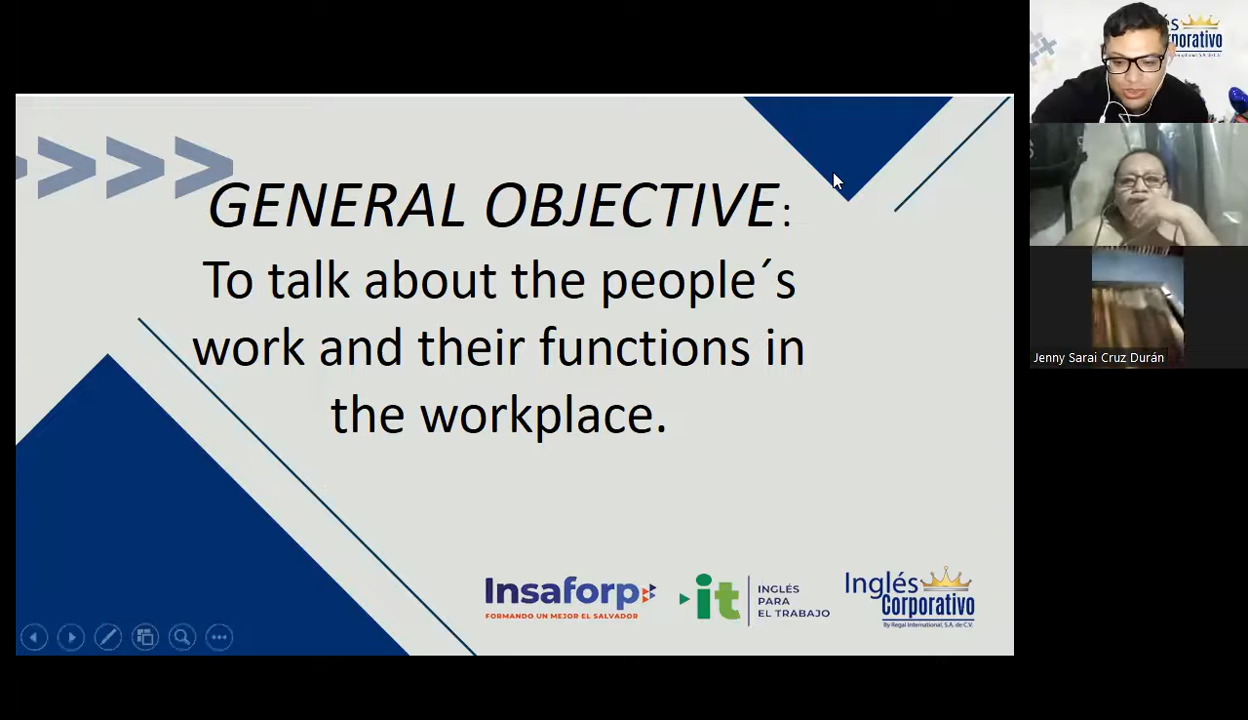 GENERAL OBJECTIVE:
To talk about the people´s
work and their functions in
the workplace.
Insaforp
FORMANDO UN MEJOR EL SALVADOR
it
INGLÉS
PARA
EL TRABAJO
Inglés
Corporativo
By Regal International, S.A. de C.V.
Jenny Sarai Cruz Durán